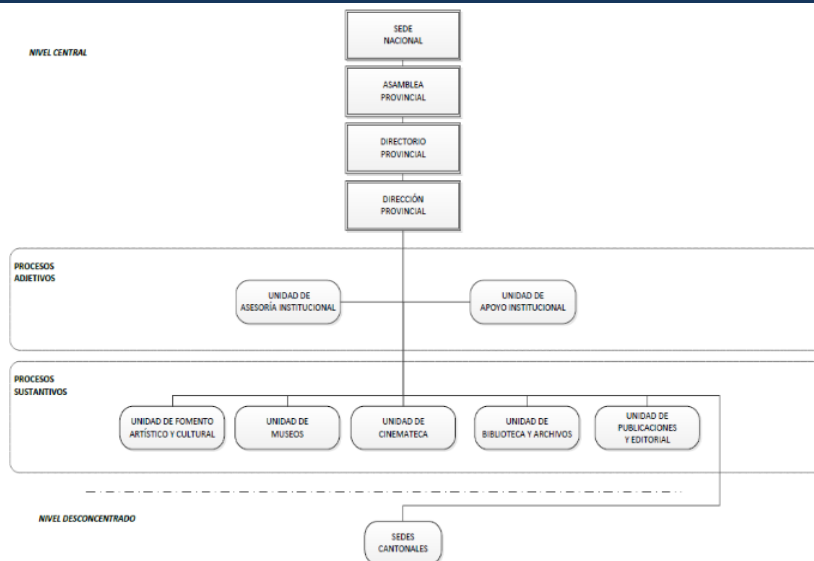 SEDE
NACIONAL
NIVEL CENTRAL
ASAMBLEA
PROVINCIAL
DIRECTORIO
PROVINCIAL
DIRECCIÓN
PROVINCIAL
PROCESOS
ADJETIVOS
UNIDAD DE
ASESORÍA INSTITUCIONAL
UNIDAD DE
APOYO INSTITUCIONAL
PROCESOS
SUSTANTIVOS
UNIDAD DE FOMENTO
ARTÍSTICO Y CULTURAL
UNIDAD DE
MUSEOS
UNIDAD DE
CINEMATECA
UNIDAD DE
BIBLIOTECA Y ARCHIVOS
UNIDAD DE
PUBLICACIONES
Y EDITORIAL
NIVEL DESCONCENTRADO
SEDES
CANTONALES